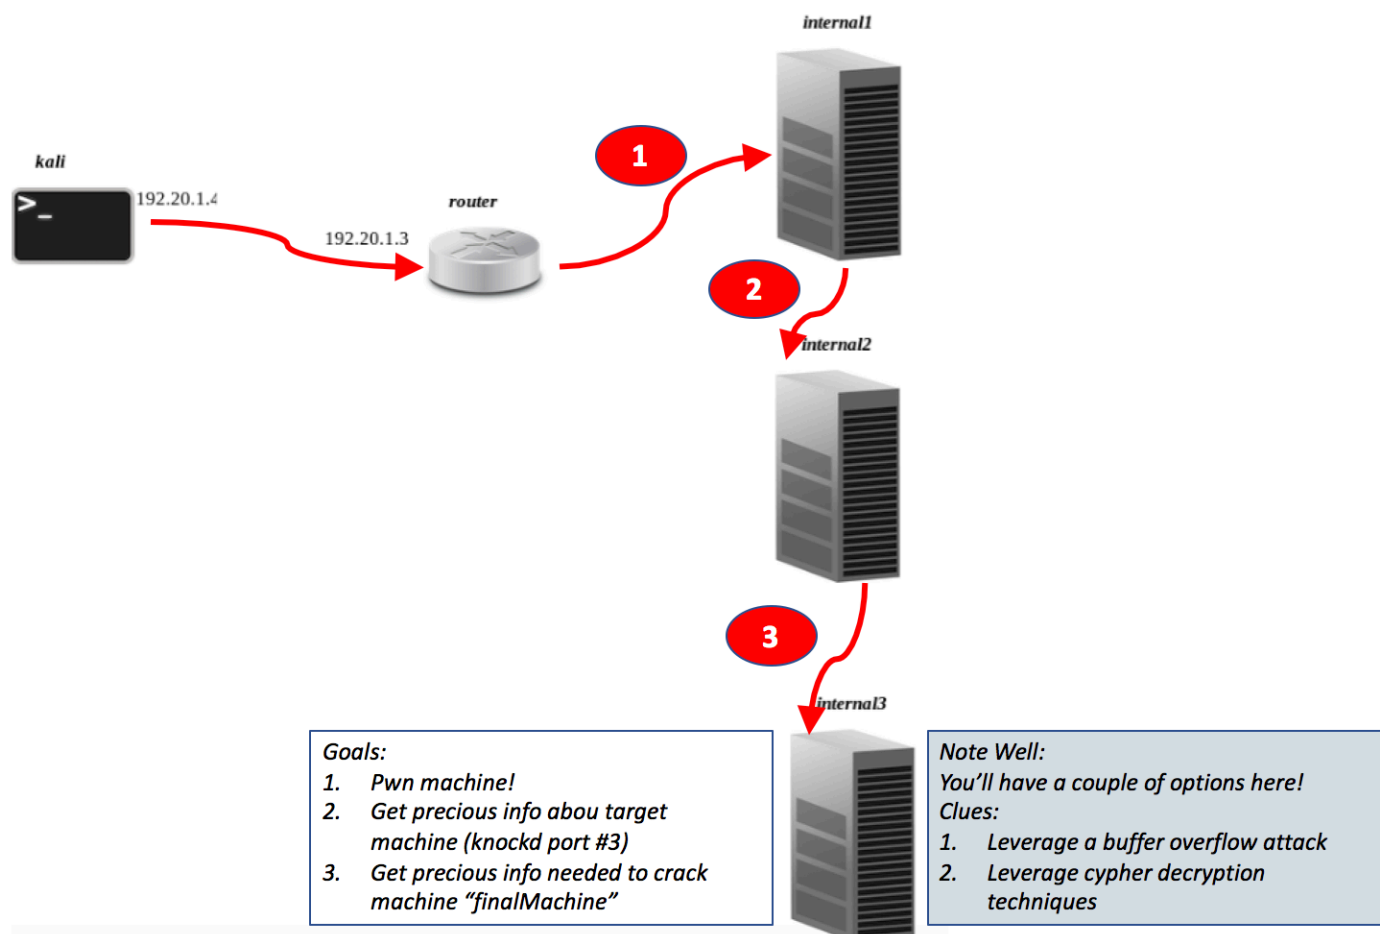 internal1
1
kali
>_
192.20.1.4
router
192.20.1.3
2
internal2
3
internal3
Goals:
1. Pwn machine!
2. Get precious info abou target
machine (knockd port #3)
3. Get precious info needed to crack
machine “finalMachine”
Note Well:
You’ll have a couple of options here!
Clues:
1. Leverage a buffer overflow attack
2. Leverage cypher decryption
techniques